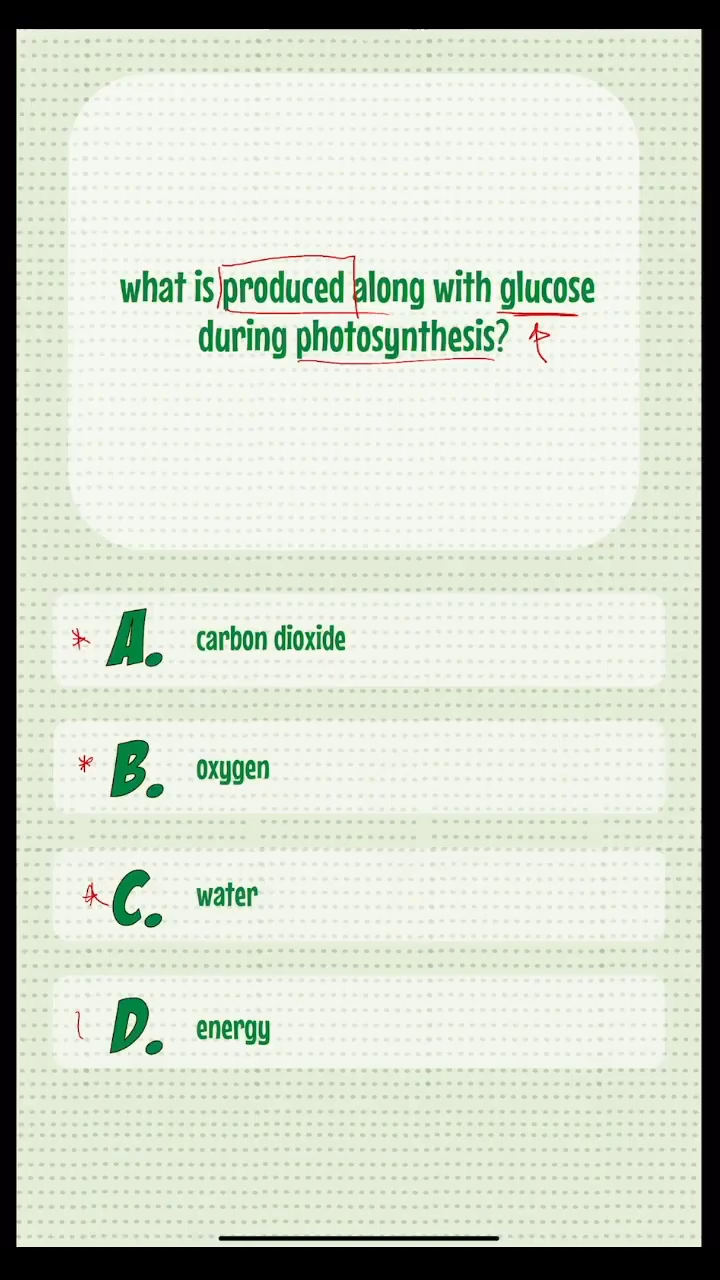 what is produced along with glucose
during photosynthesis?
A. carbon dioxide
B. oxygen
C. water
D. energy